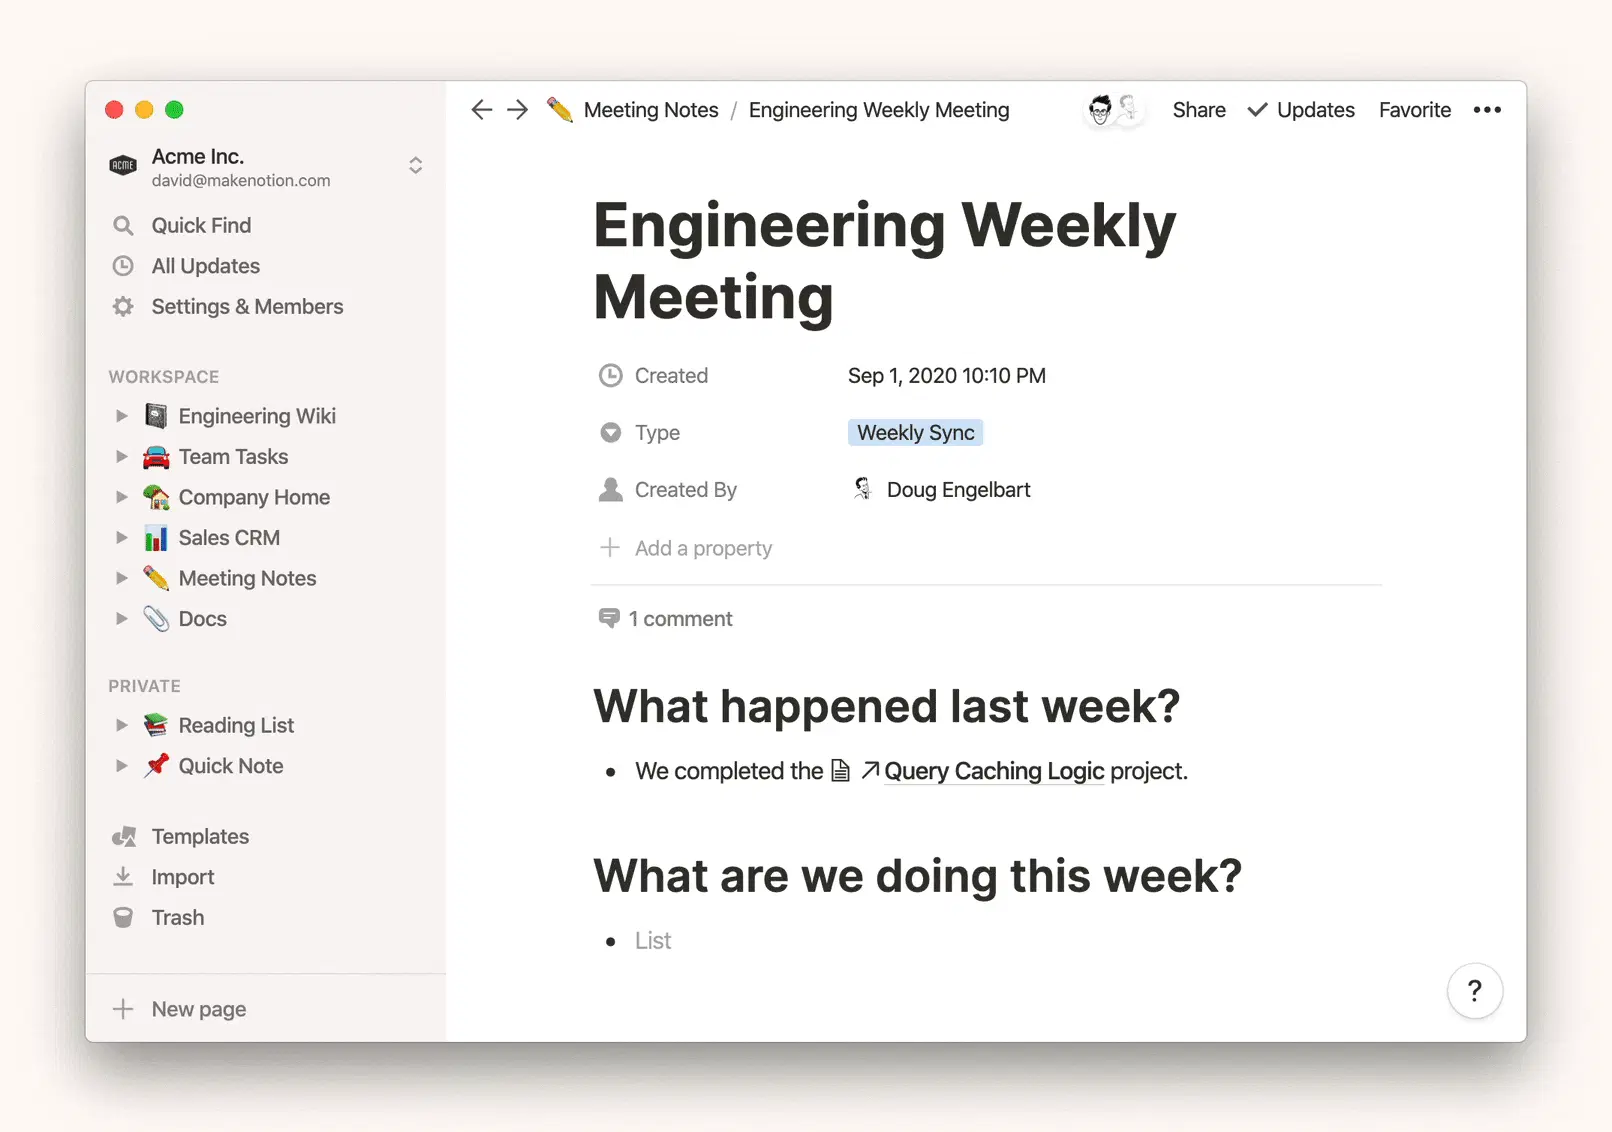 Meeting Notes / Engineering Weekly Meeting
Share
Updates
Favorite
ACME
Acme Inc.
david@makenotion.com
Quick Find
All Updates
Settings & Members
WORKSPACE
Engineering Wiki
Team Tasks
Company Home
Sales CRM
Meeting Notes
Docs
PRIVATE
Reading List
Quick Note
Templates
Import
Trash
New page
Engineering Weekly
Meeting
Created Sep 1, 2020 10:10 PM
Type Weekly Sync
Created By Doug Engelbart
Add a property
1 comment
What happened last week?
• We completed the Query Caching Logic project.
What are we doing this week?
• List
?